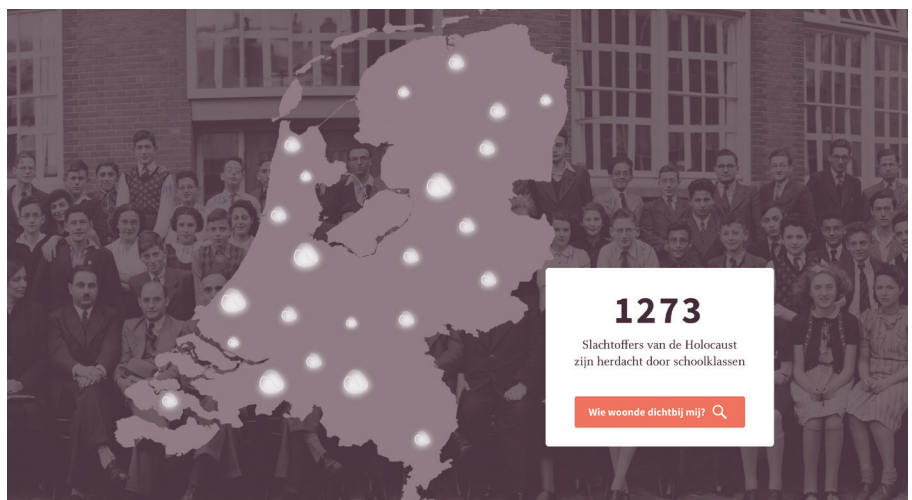 1273
Slachtoffers van de Holocaust
zijn herdacht door schoolklassen
Wie woonde dichtbij mij?